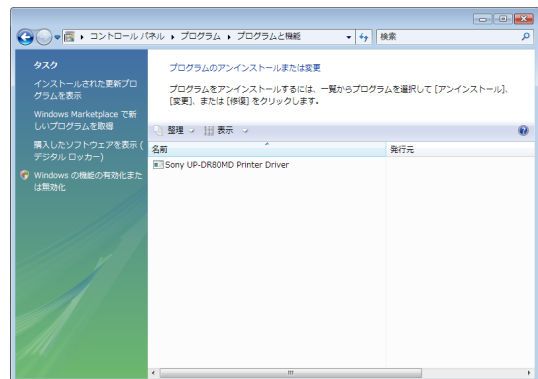 コントロール パネル ▸ プログラム ▸ プログラムと機能
検索
タスク
インストールされた更新プロ
グラムを表示
Windows Marketplace で新
しいプログラムを取得
購入したソフトウェアを表示 (
デジタル ロッカー)
Windows の機能の有効化また
は無効化
プログラムのアンインストールまたは変更
プログラムをアンインストールするには、一覧からプログラムを選択して [アンインストール]、
[変更]、または [修復] をクリックします。
整理
表示
名前
発行元
Sony UP-DR80MD Printer Driver